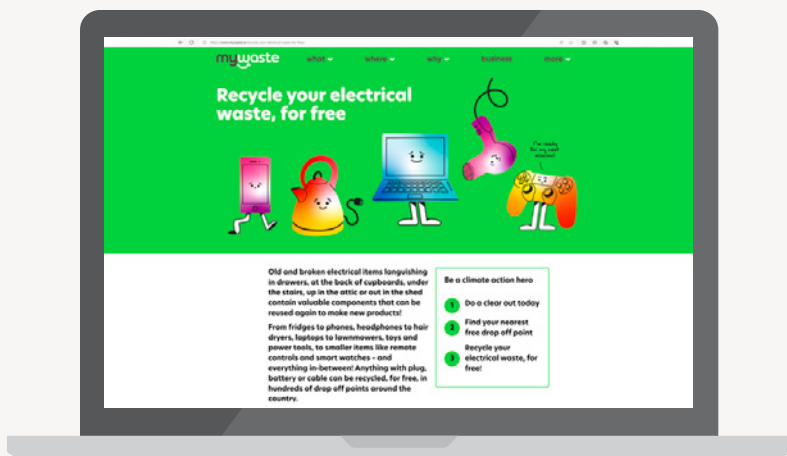 mywaste
what
where
why
business
more
Recycle your electrical
waste, for free
I'm ready
for my next
mission!
Old and broken electrical items languishing
in drawers, at the back of cupboards, under
the stairs, up in the attic or out in the shed
contain valuable components that can be
reused again to make new products!
From fridges to phones, headphones to hair
dryers, laptops to lawnmowers, toys and
power tools, to smaller items like remote
controls and smart watches - and
everything in-between! Anything with plug,
battery or cable can be recycled, for free, in
hundreds of drop off points around the
country.
Be a climate action hero
1 Do a clear out today
2 Find your nearest
free drop off point
3 Recycle your
electrical waste, for
free!